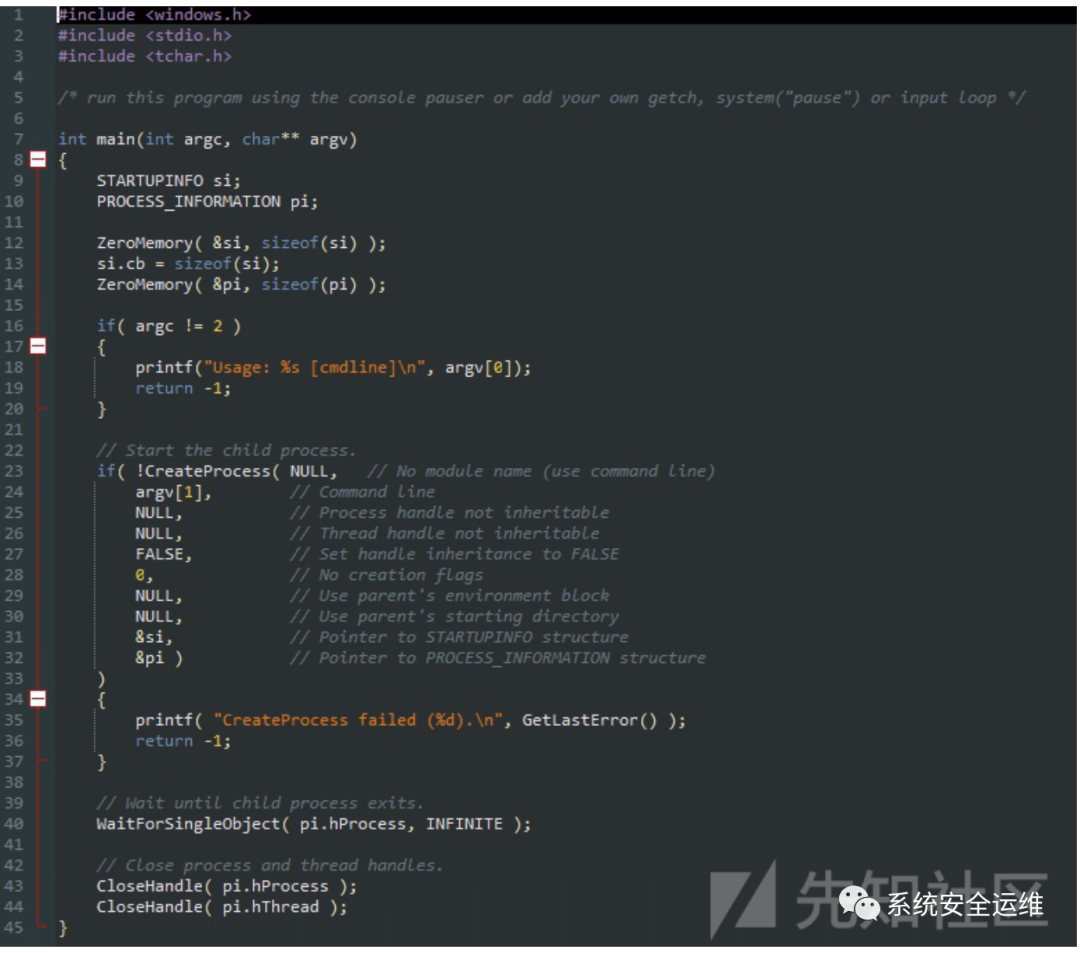 1 #include <windows.h>
2 #include <stdio.h>
3 #include <tchar.h>
4
5 /* run this program using the console pauser or add your own getch, system("pause") or input loop */
6
7 int main(int argc, char** argv)
8 {
9     STARTUPINFO si;
10     PROCESS_INFORMATION pi;
11
12     ZeroMemory( &si, sizeof(si) );
13     si.cb = sizeof(si);
14     ZeroMemory( &pi, sizeof(pi) );
15
16     if( argc != 2 )
17     {
18         printf("Usage: %s [cmdline]\n", argv[0]);
19         return -1;
20     }
21
22     // Start the child process.
23     if( !CreateProcess( NULL,   // No module name (use command line)
24         argv[1],        // Command line
25         NULL,           // Process handle not inheritable
26         NULL,           // Thread handle not inheritable
27         FALSE,          // Set handle inheritance to FALSE
28         0,              // No creation flags
29         NULL,           // Use parent's environment block
30         NULL,           // Use parent's starting directory
31         &si,            // Pointer to STARTUPINFO structure
32         &pi )           // Pointer to PROCESS_INFORMATION structure
33     )
34     {
35         printf( "CreateProcess failed (%d).\n", GetLastError() );
36         return -1;
37     }
38
39     // Wait until child process exits.
40     WaitForSingleObject( pi.hProcess, INFINITE );
41
42     // Close process and thread handles.
43     CloseHandle( pi.hProcess );
44     CloseHandle( pi.hThread );
45 }
先知社区
系统安全运维